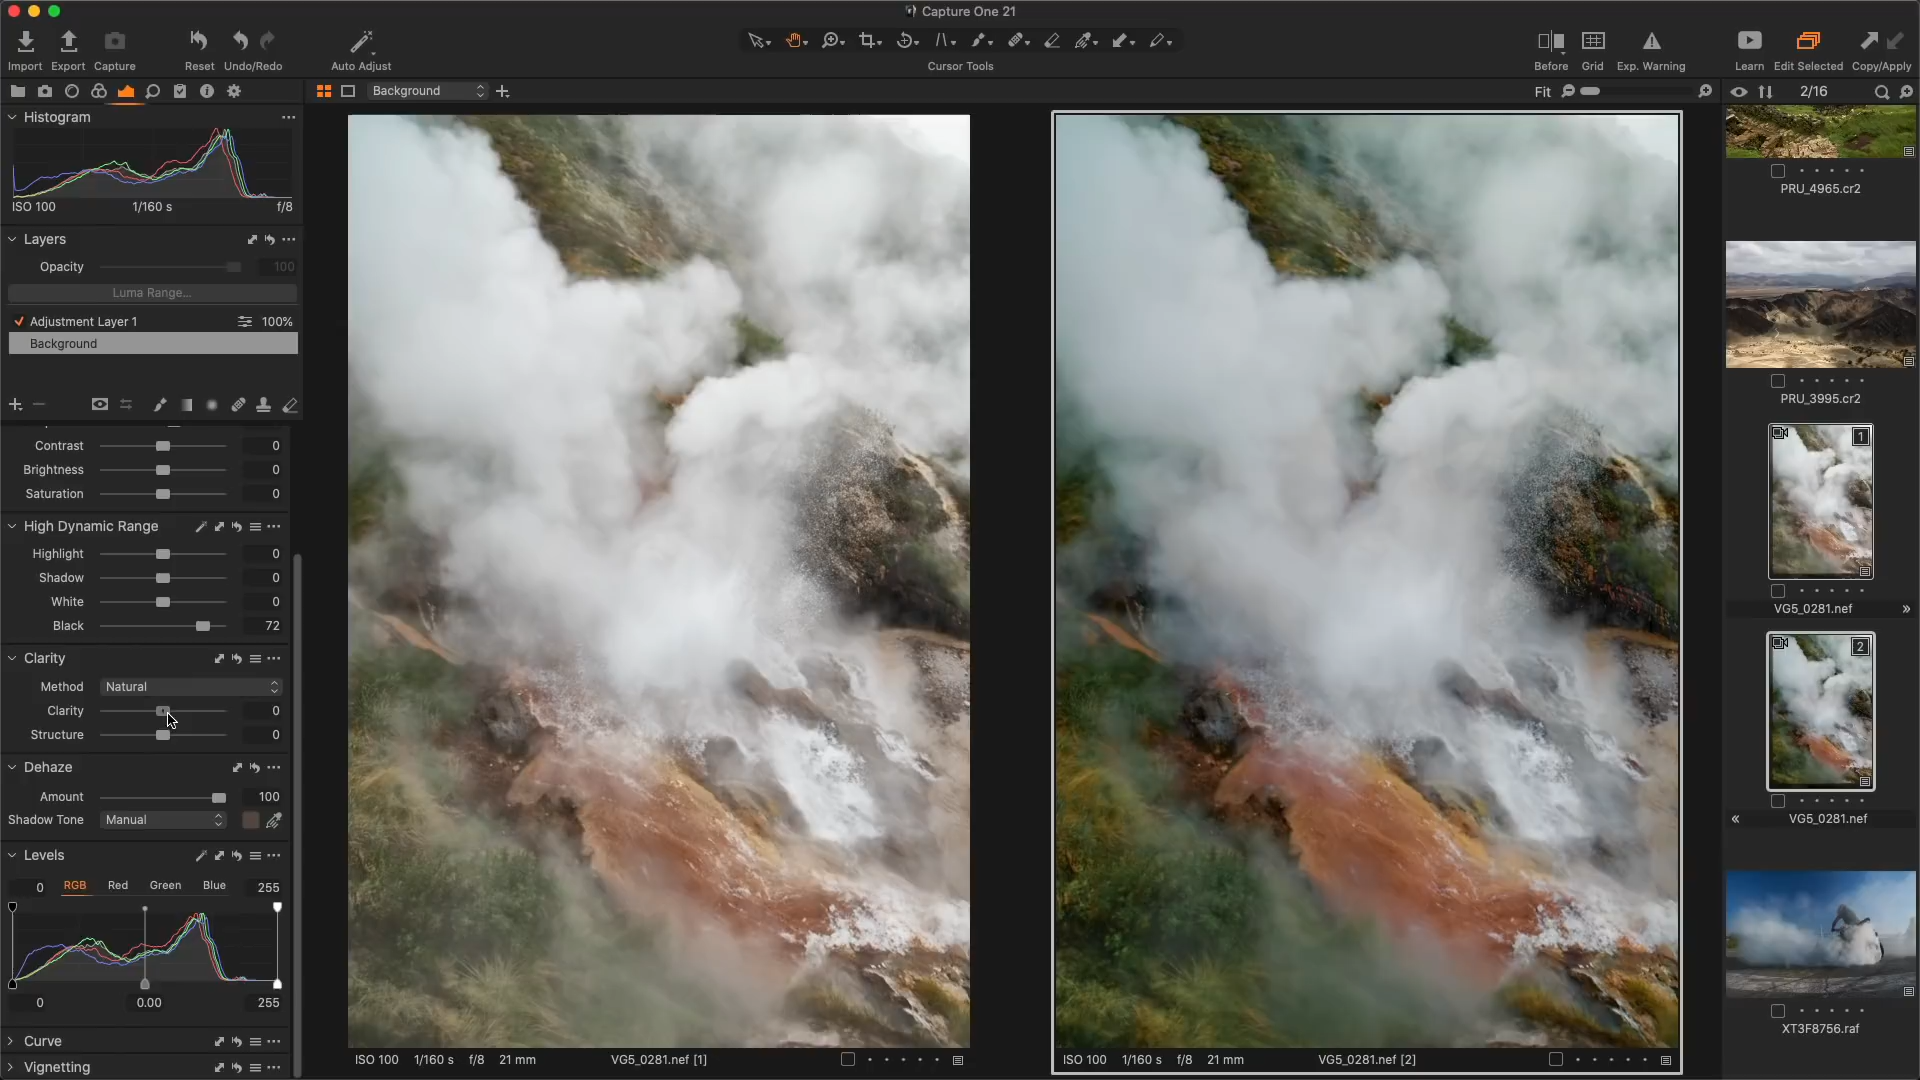 Capture One 21
Import Export Capture Reset Undo/Redo Auto Adjust Cursor Tools Before Grid Exp. Warning Learn Edit Selected Copy/Apply
Background Fit 2/16
Histogram
ISO 100 1/160 s f/8
Layers
Opacity 100
Luma Range...
Adjustment Layer 1 100%
Background
Contrast 0
Brightness 0
Saturation 0
High Dynamic Range
Highlight 0
Shadow 0
White 0
Black 72
Clarity
Method Natural
Clarity 0
Structure 0
Dehaze
Amount 100
Shadow Tone Manual
Levels
0 RGB Red Green Blue 255
0 0.00 255
Curve
Vignetting
ISO 100 1/160 s f/8 21 mm VG5_0281.nef [1]
ISO 100 1/160 s f/8 21 mm VG5_0281.nef [2]
PRU_4965.cr2
PRU_3995.cr2
1
VG5_0281.nef »
2
« VG5_0281.nef
XT3F8756.raf